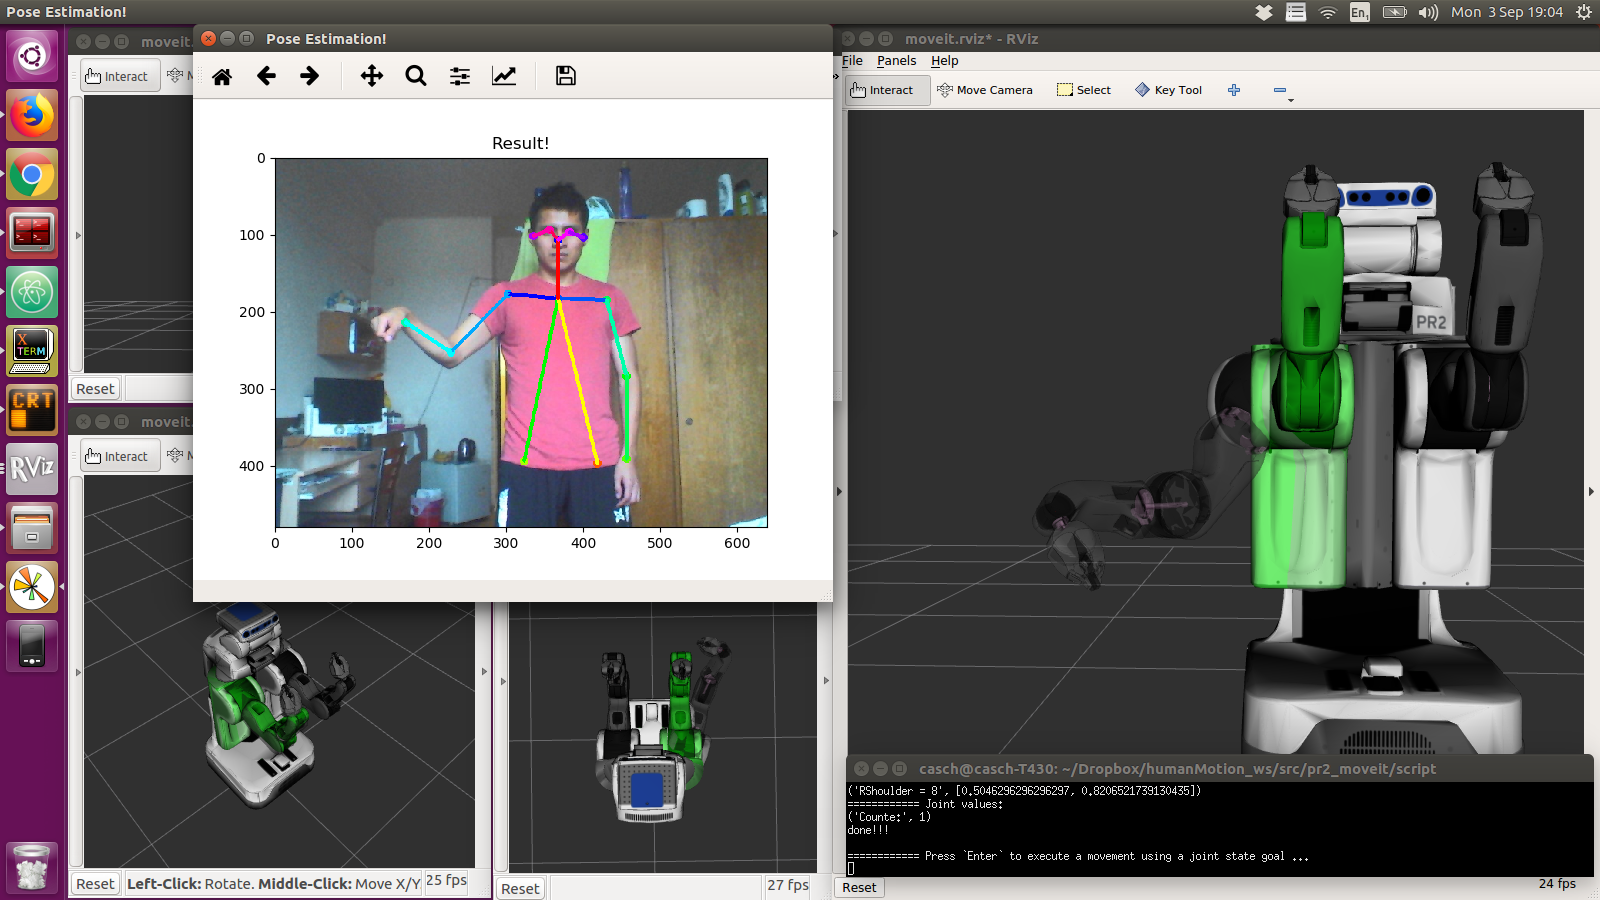 Pose Estimation!
En1
Mon 3 Sep 19:04
moveit.
Pose Estimation!
moveit.rviz* - RViz
Interact
M
File Panels Help
Interact
Move Camera
Select
Key Tool
Result!
0
100
200
300
400
0 100 200 300 400 500 600
X
TERM
CRT
RViz
PR2
Reset
moveit.
Interact
M
casch@casch-T430: ~/Dropbox/humanMotion_ws/src/pr2_moveit/script
('RShoulder = 8', [0.5046296296296297, 0.8206521739130435])
============ Joint values:
('Counte:', 1)
done!!!
============ Press `Enter` to execute a movement using a joint state goal ...
Reset
Left-Click: Rotate. Middle-Click: Move X/Y
25 fps
Reset
27 fps
Reset
24 fps